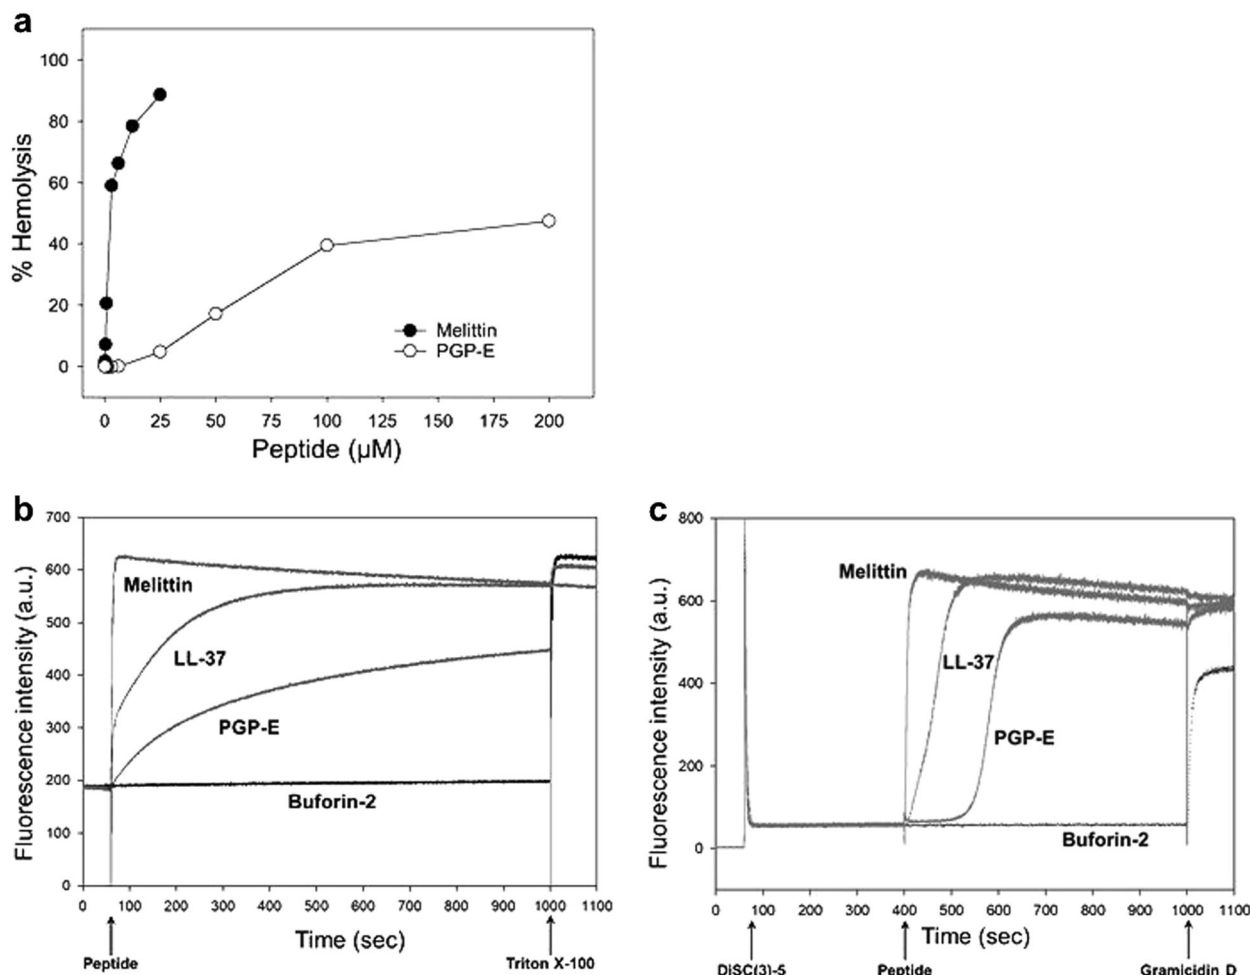 a
100
80
60
40
20
0
% Hemolysis
Melittin
PGP-E
0 25 50 75 100 125 150 175 200
Peptide (µM)
b
700
600
500
400
300
200
100
0
Fluorescence intensity (a.u.)
Melittin
LL-37
PGP-E
Buforin-2
0 100 200 300 400 500 600 700 800 900 1000 1100
Time (sec)
Peptide
Triton X-100
c
800
600
400
200
0
Fluorescence intensity (a.u.)
Melittin
LL-37
PGP-E
Buforin-2
0 100 200 300 400 500 600 700 800 900 1000 1100
Time (sec)
DiSC(3)-5
Peptide
Gramicidin D